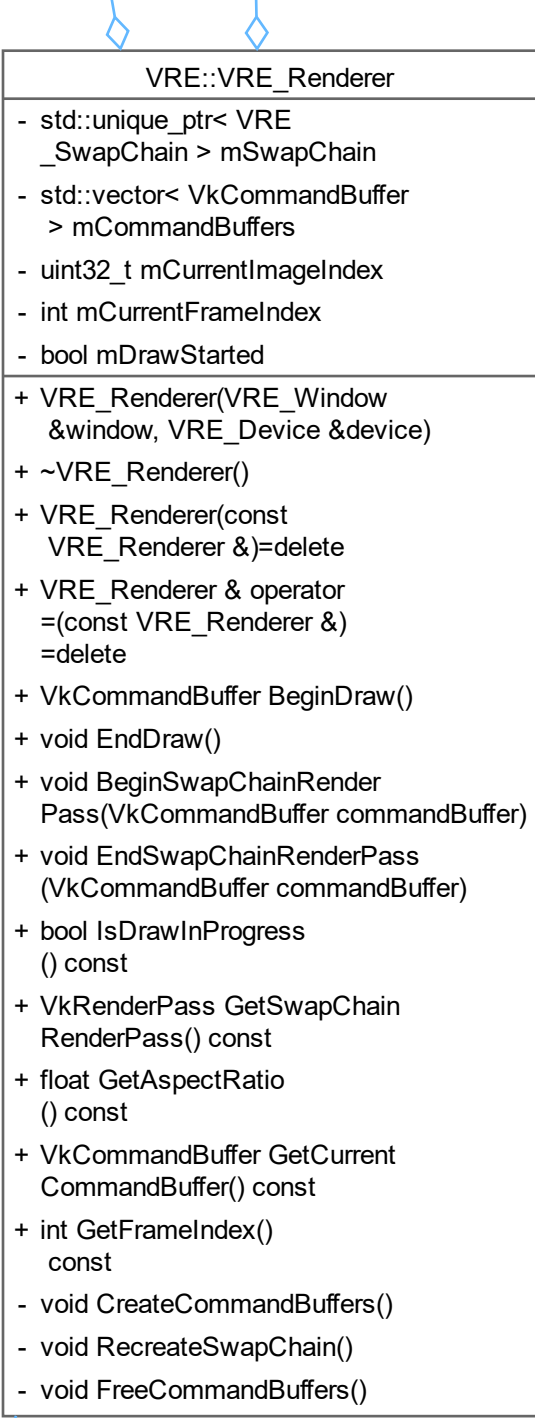 VRE::VRE_Renderer
- std::unique_ptr< VRE
_SwapChain > mSwapChain
- std::vector< VkCommandBuffer
> mCommandBuffers
- uint32_t mCurrentImageIndex
- int mCurrentFrameIndex
- bool mDrawStarted
+ VRE_Renderer(VRE_Window
&window, VRE_Device &device)
+ ~VRE_Renderer()
+ VRE_Renderer(const
VRE_Renderer &)=delete
+ VRE_Renderer & operator
=(const VRE_Renderer &)
=delete
+ VkCommandBuffer BeginDraw()
+ void EndDraw()
+ void BeginSwapChainRender
Pass(VkCommandBuffer commandBuffer)
+ void EndSwapChainRenderPass
(VkCommandBuffer commandBuffer)
+ bool IsDrawInProgress
() const
+ VkRenderPass GetSwapChain
RenderPass() const
+ float GetAspectRatio
() const
+ VkCommandBuffer GetCurrent
CommandBuffer() const
+ int GetFrameIndex()
const
- void CreateCommandBuffers()
- void RecreateSwapChain()
- void FreeCommandBuffers()